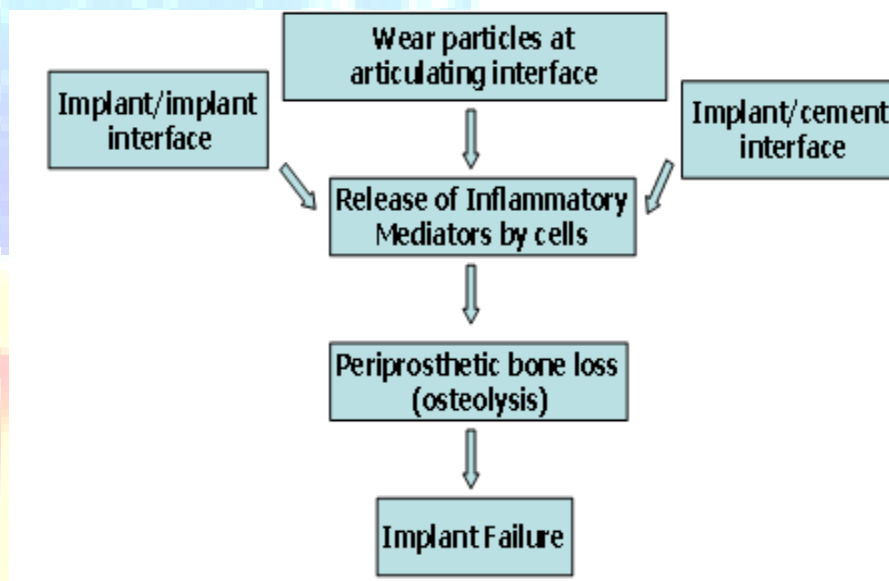 Wear particles at
articulating interface
Implant/implant
interface
Implant/cement
interface
Release of Inflammatory
Mediators by cells
Periprosthetic bone loss
(osteolysis)
Implant Failure